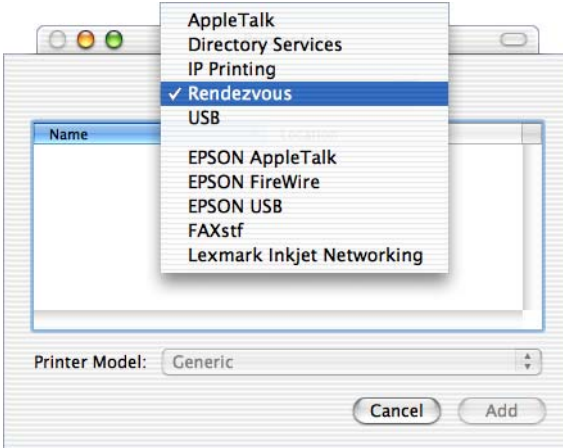 AppleTalk
Directory Services
IP Printing
✓ Rendezvous
USB
EPSON AppleTalk
EPSON FireWire
EPSON USB
FAXstf
Lexmark Inkjet Networking
Name
Location
Printer Model: Generic
Cancel Add